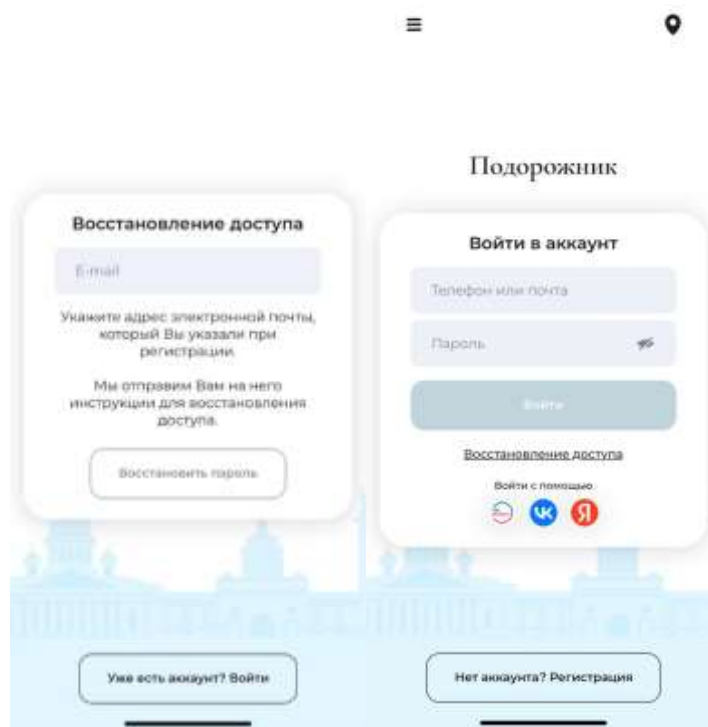 Восстановление доступа
E-mail
Укажите адрес электронной почты,
который Вы указали при
регистрации.
Мы отправим Вам на него
инструкции для восстановления
доступа.
Восстановить пароль
Уже есть аккаунт? Войти
Подорожник
Войти в аккаунт
Телефон или почта
Пароль
Войти
Восстановление доступа
Войти с помощью
VK
Я
Нет аккаунта? Регистрация